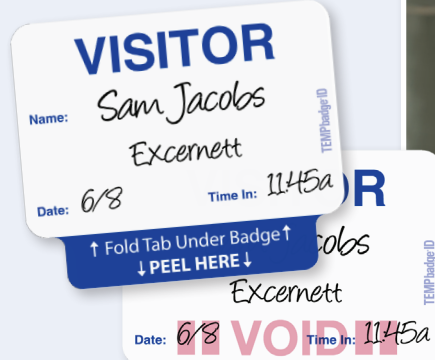 VISITOR
Name: Sam Jacobs
Excernett
Date: 6/8 Time In: 11:45a
TEMPbadge®ID
↑ Fold Tab Under Badge ↑
↓ PEEL HERE ↓
OR
cobs
Excernett
Date: 6/8 Time In: 11:45a
VOID
TEMPbadge®ID